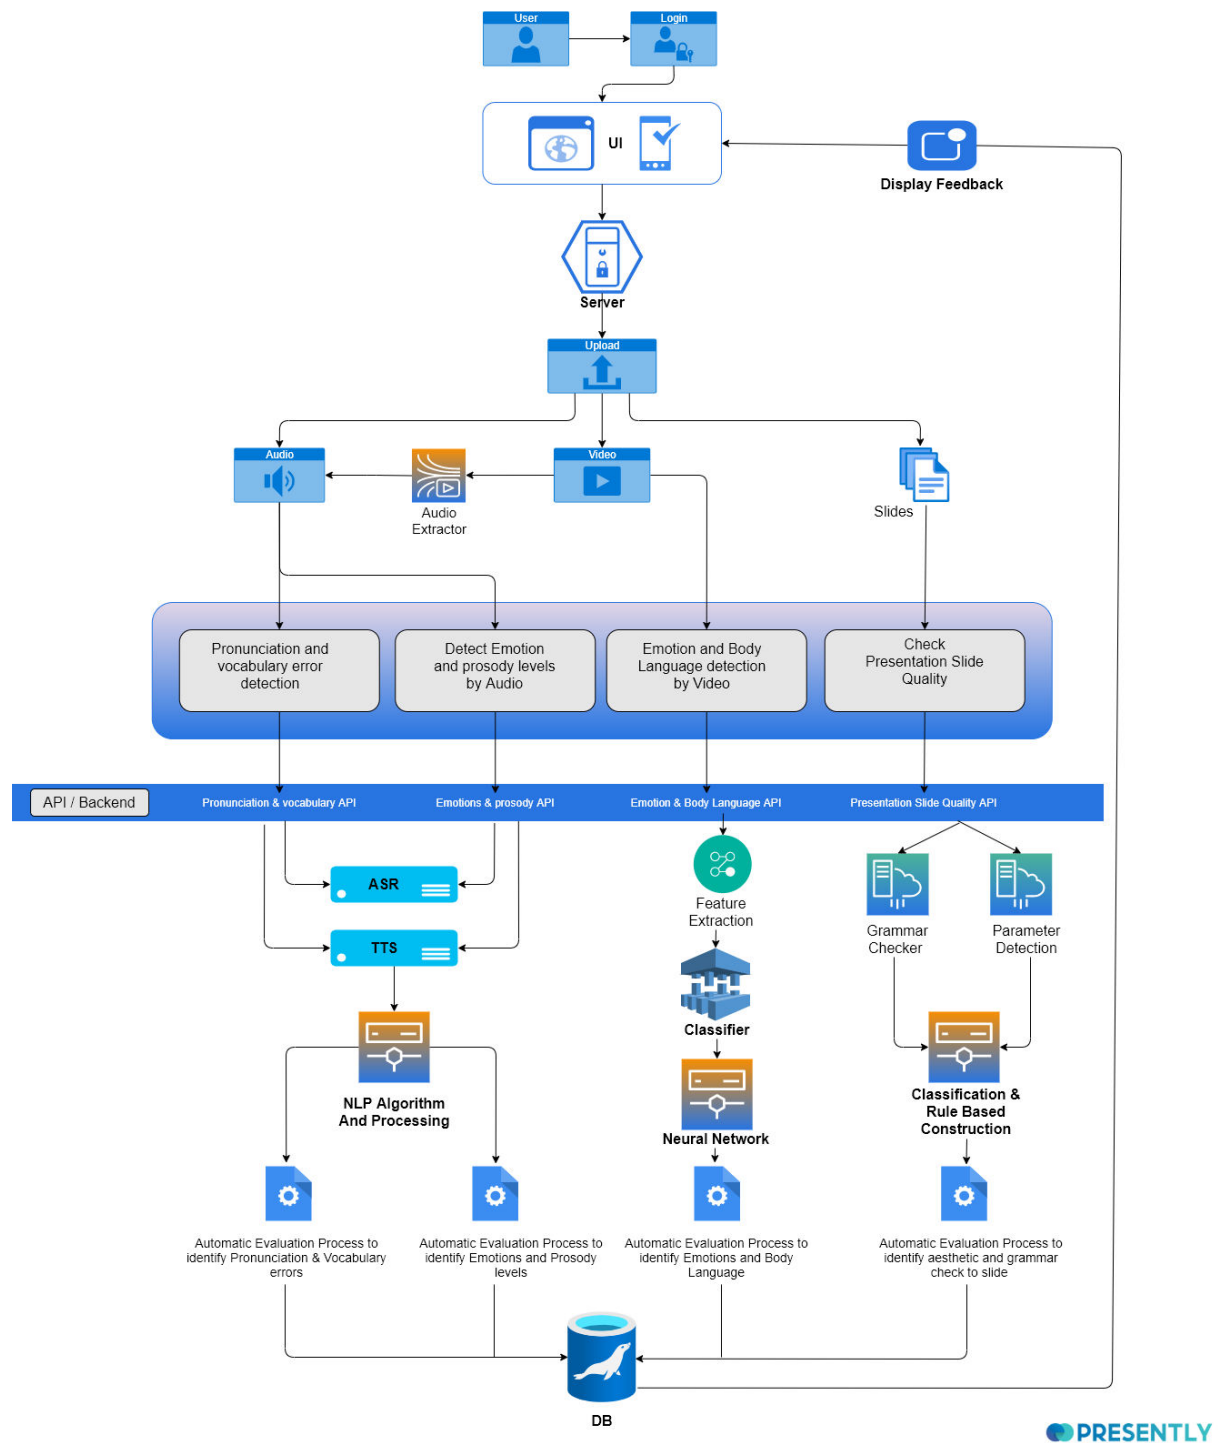 User
Login
UI
Display Feedback
Server
Upload
Audio
Video
Audio
Extractor
Slides
Pronunciation and
vocabulary error
detection
Detect Emotion
and prosody levels
by Audio
Emotion and Body
Language detection
by Video
Check
Presentation Slide
Quality
API / Backend
Pronunciation & vocabulary API
Emotions & prosody API
Emotion & Body Language API
Presentation Slide Quality API
ASR
TTS
Feature
Extraction
Grammar
Checker
Parameter
Detection
Classifier
NLP Algorithm
And Processing
Neural Network
Classification &
Rule Based
Construction
Automatic Evaluation Process to
identify Pronunciation & Vocabulary
errors
Automatic Evaluation Process to
identify Emotions and Prosody
levels
Automatic Evaluation Process to
identify Emotions and Body
Language
Automatic Evaluation Process to
identify aesthetic and grammar
check to slide
DB
PRESENTLY